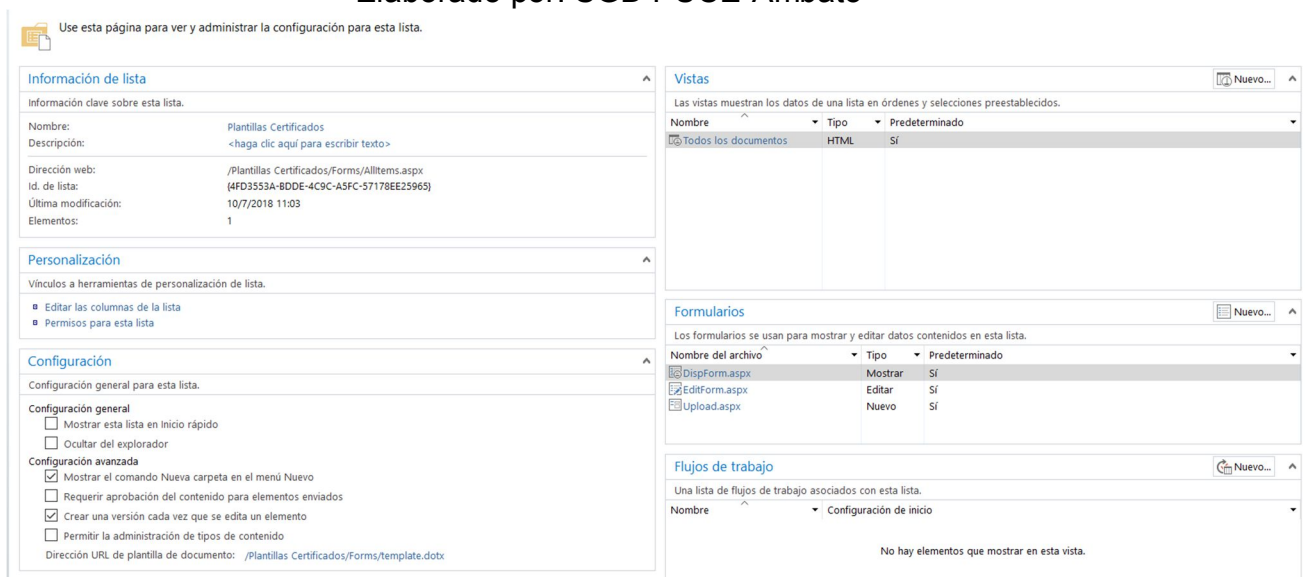 Use esta página para ver y administrar la configuración para esta lista.
Información de lista
Información clave sobre esta lista.
Nombre: Plantillas Certificados
Descripción: <haga clic aquí para escribir texto>
Dirección web: /Plantillas Certificados/Forms/AllItems.aspx
Id. de lista: {4FD3553A-BDDE-4C9C-A5FC-57178EE25965}
Última modificación: 10/7/2018 11:03
Elementos: 1
Personalización
Vínculos a herramientas de personalización de lista.
Editar las columnas de la lista
Permisos para esta lista
Configuración
Configuración general para esta lista.
Configuración general
Mostrar esta lista en Inicio rápido
Ocultar del explorador
Configuración avanzada
Mostrar el comando Nueva carpeta en el menú Nuevo
Requerir aprobación del contenido para elementos enviados
Crear una versión cada vez que se edita un elemento
Permitir la administración de tipos de contenido
Dirección URL de plantilla de documento: /Plantillas Certificados/Forms/template.dotx
Vistas Nuevo...
Las vistas muestran los datos de una lista en órdenes y selecciones preestablecidos.
Nombre Tipo Predeterminado
Todos los documentos HTML Sí
Formularios Nuevo...
Los formularios se usan para mostrar y editar datos contenidos en esta lista.
Nombre del archivo Tipo Predeterminado
DispForm.aspx Mostrar Sí
EditForm.aspx Editar Sí
Upload.aspx Nuevo Sí
Flujos de trabajo Nuevo...
Una lista de flujos de trabajo asociados con esta lista.
Nombre Configuración de inicio
No hay elementos que mostrar en esta vista.